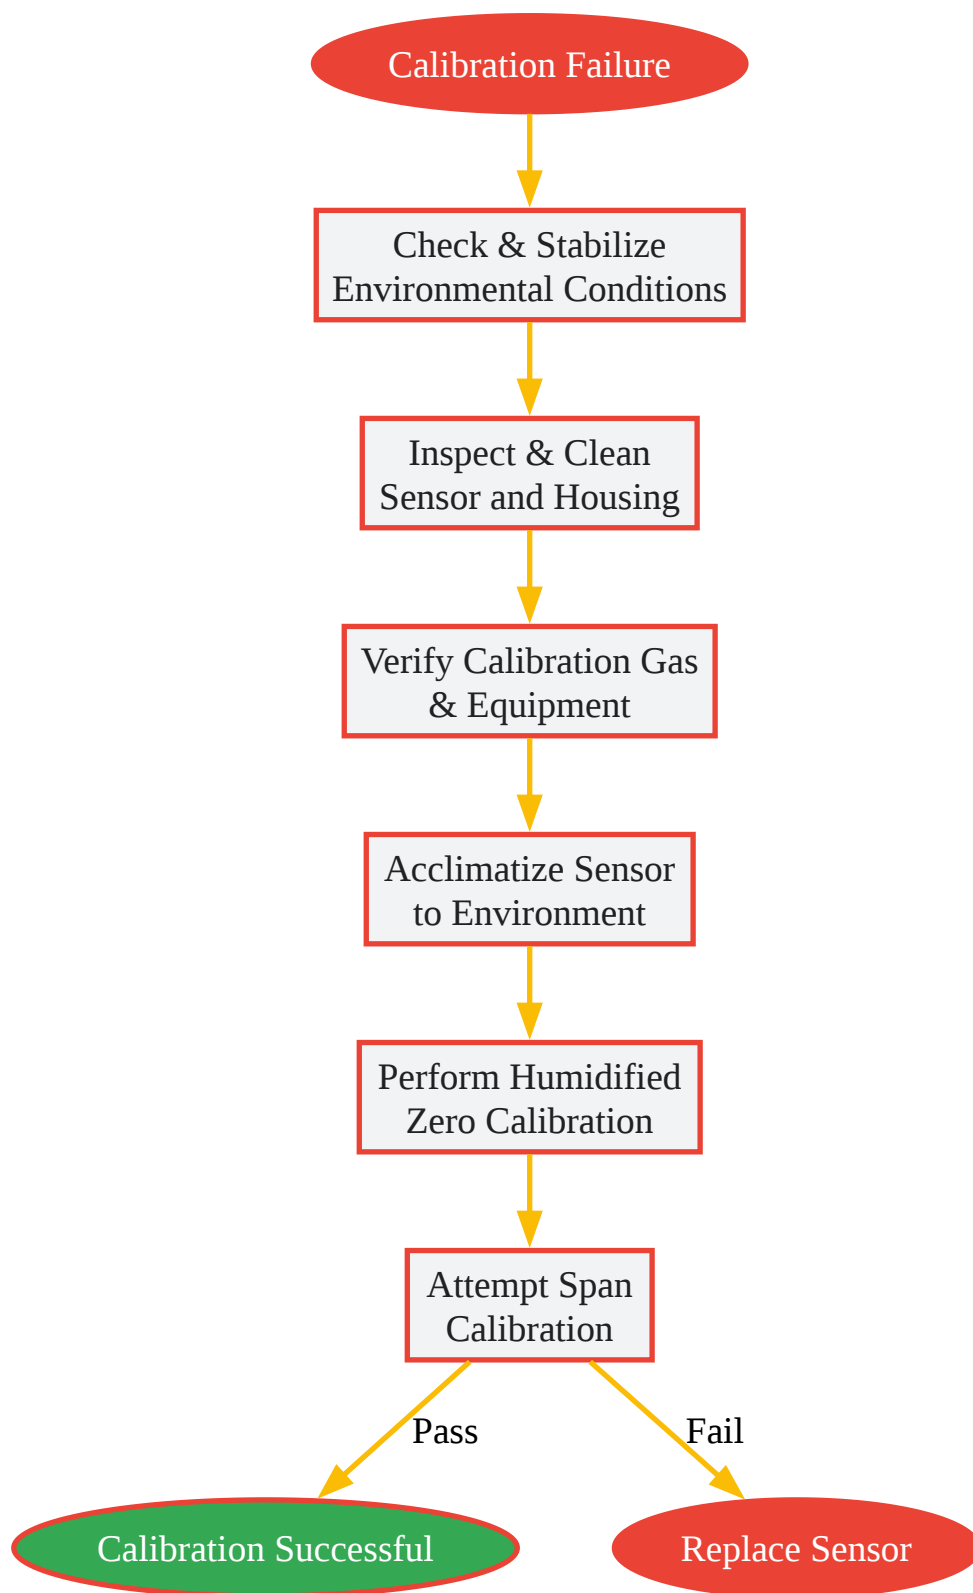 Calibration Failure
Check & Stabilize
Environmental Conditions
Inspect & Clean
Sensor and Housing
Verify Calibration Gas
& Equipment
Acclimatize Sensor
to Environment
Perform Humidified
Zero Calibration
Attempt Span
Calibration
Pass
Fail
Calibration Successful
Replace Sensor